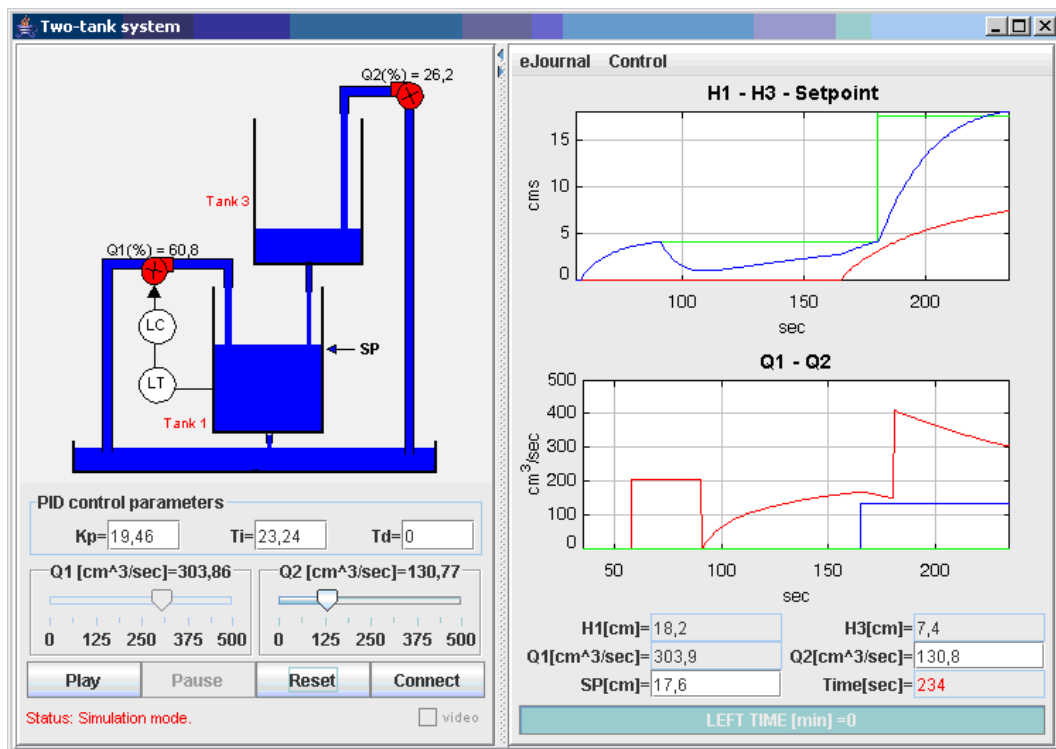 Two-tank system
Q2(%) = 26,2
Tank 3
Q1(%) = 60,8
LC
SP
LT
Tank 1
PID control parameters
Kp= 19,46 Ti= 23,24 Td= 0
Q1 [cm^3/sec]=303,86 Q2 [cm^3/sec]=130,77
0 125 250 375 500 0 125 250 375 500
Play Pause Reset Connect
Status: Simulation mode. video
eJournal Control
H1 - H3 - Setpoint
15
10
5
0
cms
100 150 200
sec
Q1 - Q2
500
400
300
200
100
0
cm3/sec
50 100 150 200
sec
H1[cm]= 18,2 H3[cm]= 7,4
Q1[cm^3/sec]= 303,9 Q2[cm^3/sec]= 130,8
SP[cm]= 17,6 Time[sec]= 234
LEFT TIME [min] =0